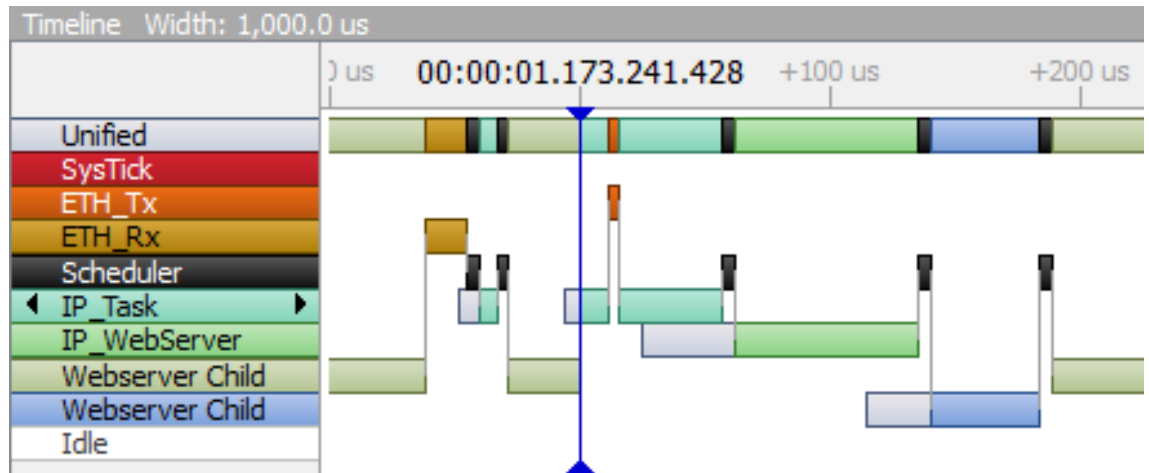 Timeline Width: 1,000.0 us
0 us 00:00:01.173.241.428 +100 us +200 us
Unified
SysTick
ETH_Tx
ETH_Rx
Scheduler
IP_Task
IP_WebServer
Webserver Child
Webserver Child
Idle